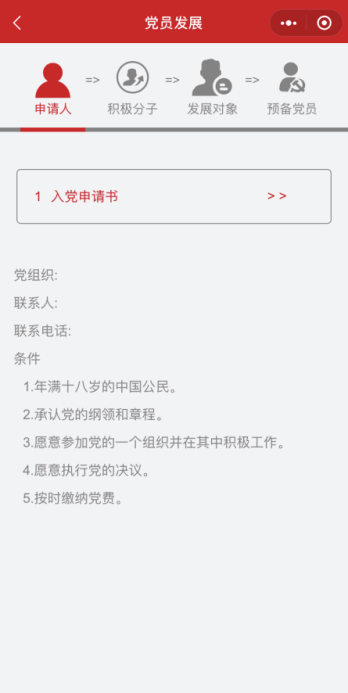 党员发展
申请人 => 积极分子 => 发展对象 => 预备党员
1 入党申请书 >>
党组织:
联系人:
联系电话:
条件
1.年满十八岁的中国公民。
2.承认党的纲领和章程。
3.愿意参加党的一个组织并在其中积极工作。
4.愿意执行党的决议。
5.按时缴纳党费。